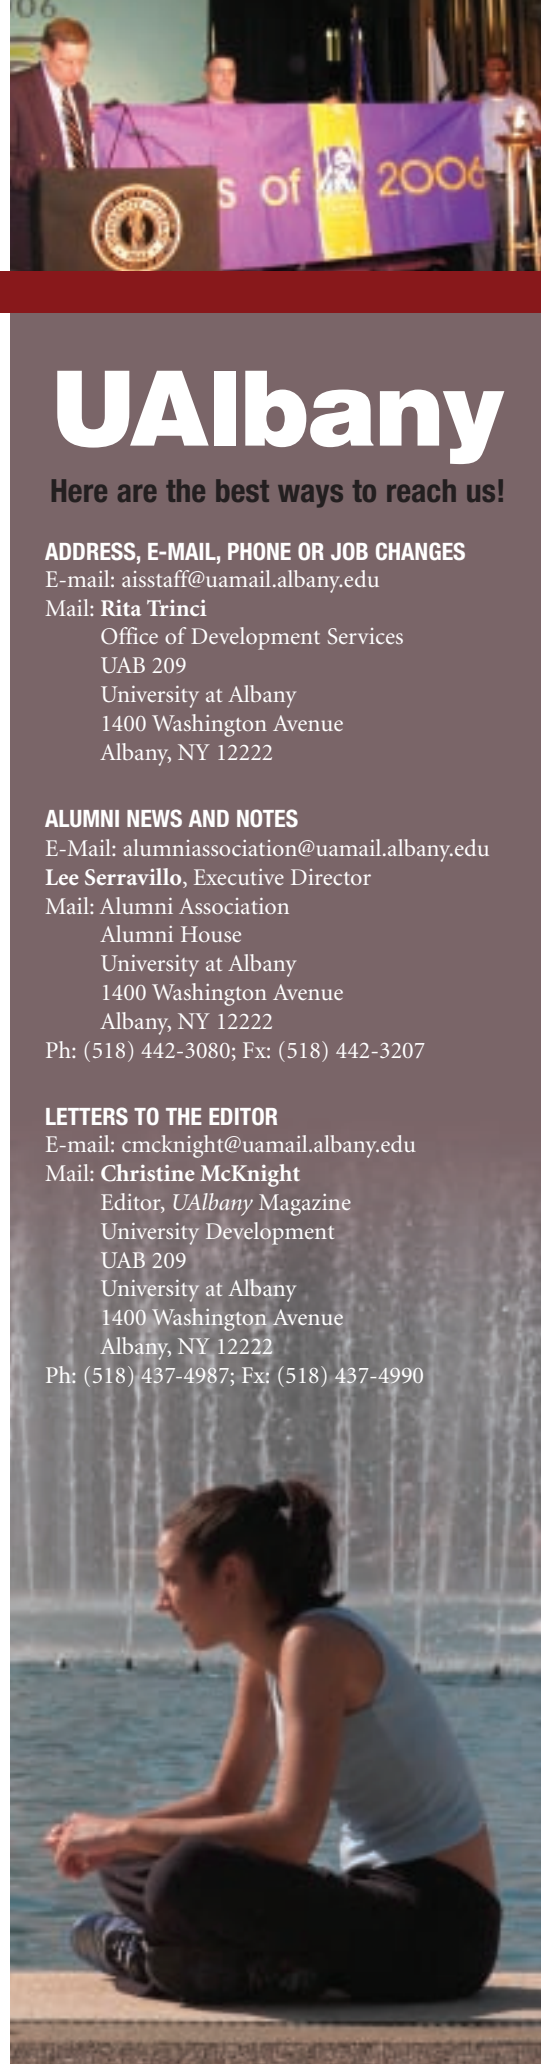 06
s of 2006
UAlbany
Here are the best ways to reach us!
ADDRESS, E-MAIL, PHONE OR JOB CHANGES
E-mail: aisstaff@uamail.albany.edu
Mail: Rita Trinci
Office of Development Services
UAB 209
University at Albany
1400 Washington Avenue
Albany, NY 12222
ALUMNI NEWS AND NOTES
E-Mail: alumniassociation@uamail.albany.edu
Lee Serravillo, Executive Director
Mail: Alumni Association
Alumni House
University at Albany
1400 Washington Avenue
Albany, NY 12222
Ph: (518) 442-3080; Fx: (518) 442-3207
LETTERS TO THE EDITOR
E-mail: cmcknight@uamail.albany.edu
Mail: Christine McKnight
Editor, UAlbany Magazine
University Development
UAB 209
University at Albany
1400 Washington Avenue
Albany, NY 12222
Ph: (518) 437-4987; Fx: (518) 437-4990